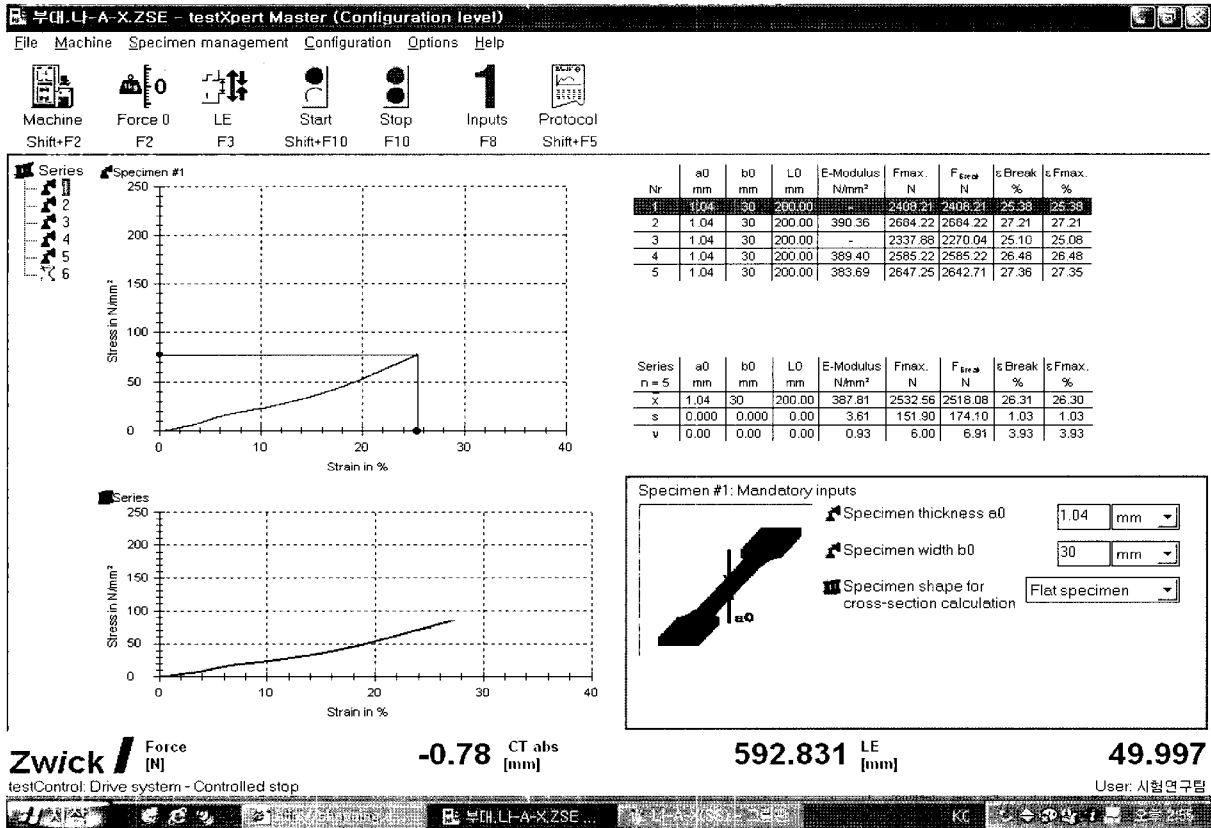 부대.나-A-X.ZSE - testXpert Master (Configuration level)
File Machine Specimen management Configuration Options Help
Machine Force 0 LE Start Stop Inputs Protocol
Shift+F2 F2 F3 Shift+F10 F10 F8 Shift+F5
Series
1
2
3
4
5
6
Specimen #1
250
200
150
100
50
0
Stress in N/mm²
0 10 20 30 40
Strain in %
a0 b0 L0 E-Modulus Fmax. F Break ε Break ε Fmax.
Nr mm mm mm N/mm² N N % %
1 1.04 30 200.00 - 2408.21 2408.21 25.38 25.38
2 1.04 30 200.00 390.36 2684.22 2684.22 27.21 27.21
3 1.04 30 200.00 - 2337.88 2270.04 25.10 25.08
4 1.04 30 200.00 389.40 2585.22 2585.22 26.48 26.48
5 1.04 30 200.00 383.69 2647.25 2642.71 27.36 27.35
Series a0 b0 L0 E-Modulus Fmax. F Break ε Break ε Fmax.
n = 5 mm mm mm N/mm² N N % %
x̄ 1.04 30 200.00 387.81 2532.56 2518.08 26.31 26.30
s 0.000 0.000 0.00 3.61 151.90 174.10 1.03 1.03
ν 0.00 0.00 0.00 0.93 6.00 6.91 3.93 3.93
Series
250
200
150
100
50
0
Stress in N/mm²
0 10 20 30 40
Strain in %
Specimen #1: Mandatory inputs
Specimen thickness a0 1.04 mm
Specimen width b0 30 mm
Specimen shape for Flat specimen
cross-section calculation
a0
Zwick Force [N] -0.78 CT abs [mm] 592.831 LE [mm] 49.997
testControl: Drive system - Controlled stop User: 시험연구팀
부대.나-A-X.ZSE ... KC 오후 2:56